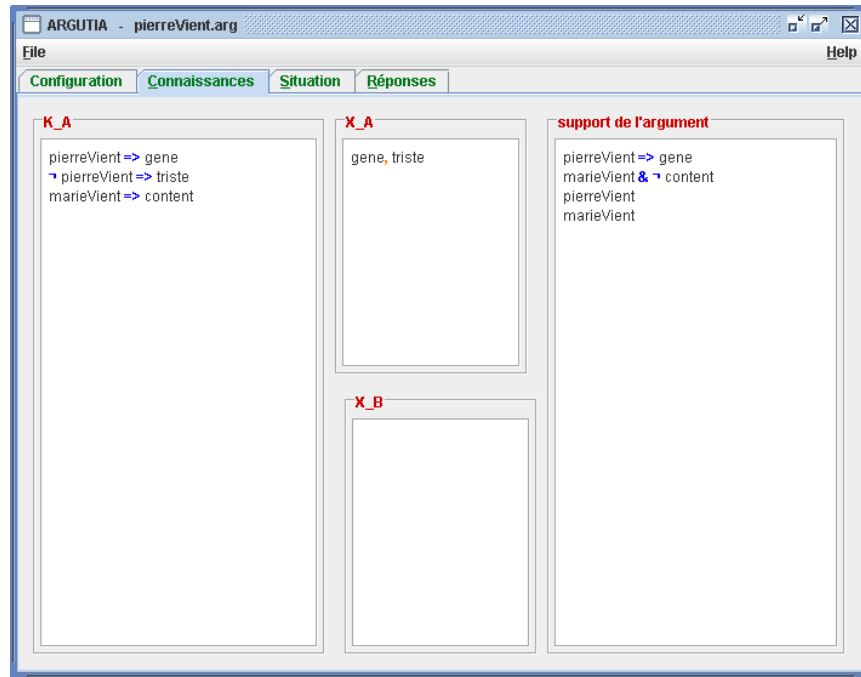 ARGUTIA - pierreVient.arg
File Help
Configuration Connaissances Situation Réponses
K_A
pierreVient => gene
¬ pierreVient => triste
marieVient => content
X_A
gene, triste
X_B
support de l'argument
pierreVient => gene
marieVient & ¬ content
pierreVient
marieVient